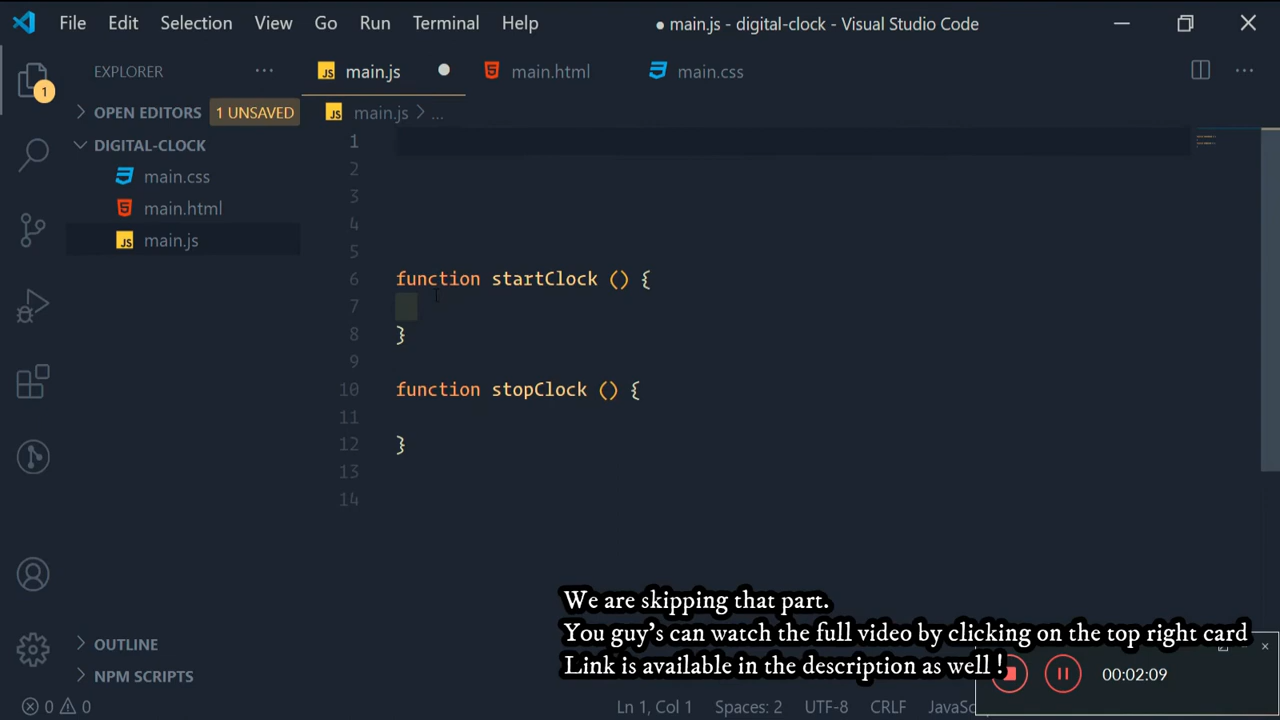 File Edit Selection View Go Run Terminal Help ● main.js - digital-clock - Visual Studio Code
EXPLORER ... JS main.js ● main.html main.css ...
1
OPEN EDITORS 1 UNSAVED JS main.js > ...
DIGITAL-CLOCK
main.css
main.html
JS main.js
1
2
3
4
5
6 function startClock () {
7
8 }
9
10 function stopClock () {
11
12 }
13
14
We are skipping that part.
You guy's can watch the full video by clicking on the top right card
Link is available in the description as well !
00:02:09
OUTLINE
NPM SCRIPTS
0 0 Ln 1, Col 1 Spaces: 2 UTF-8 CRLF JavaSc